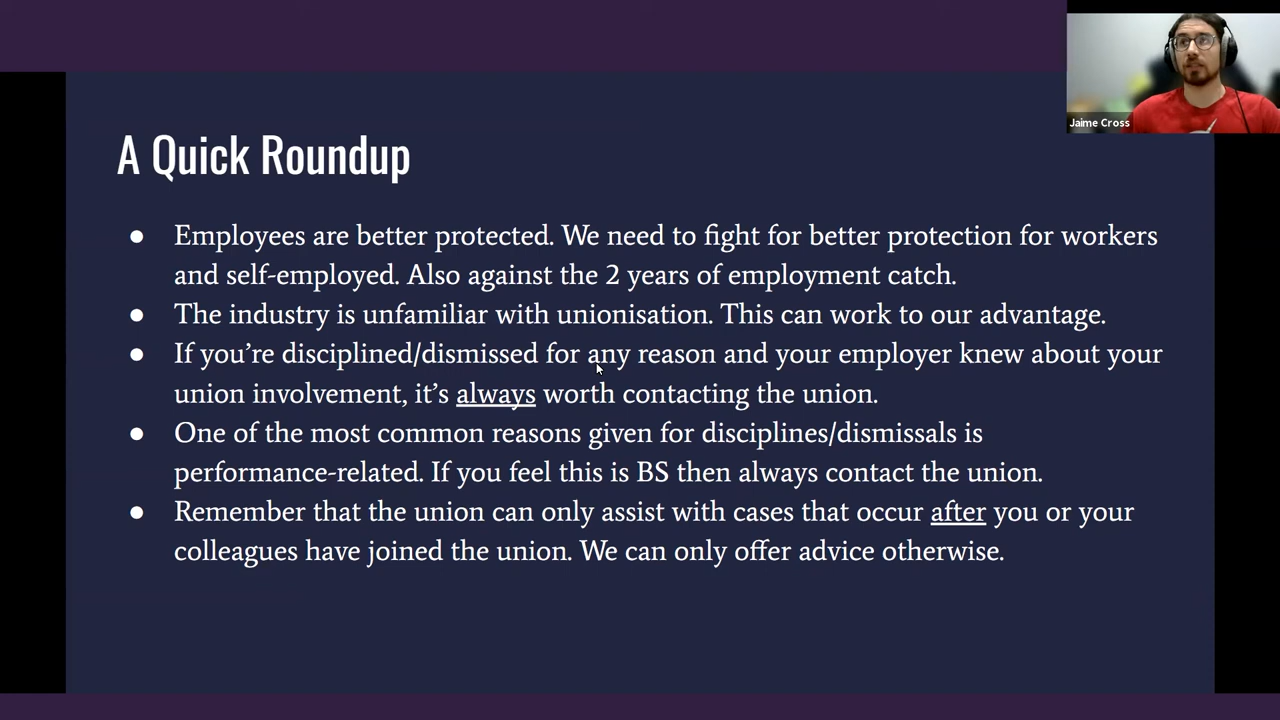 Jaime Cross
A Quick Roundup
● Employees are better protected. We need to fight for better protection for workers
and self-employed. Also against the 2 years of employment catch.
● The industry is unfamiliar with unionisation. This can work to our advantage.
● If you’re disciplined/dismissed for any reason and your employer knew about your
union involvement, it’s always worth contacting the union.
● One of the most common reasons given for disciplines/dismissals is
performance-related. If you feel this is BS then always contact the union.
● Remember that the union can only assist with cases that occur after you or your
colleagues have joined the union. We can only offer advice otherwise.